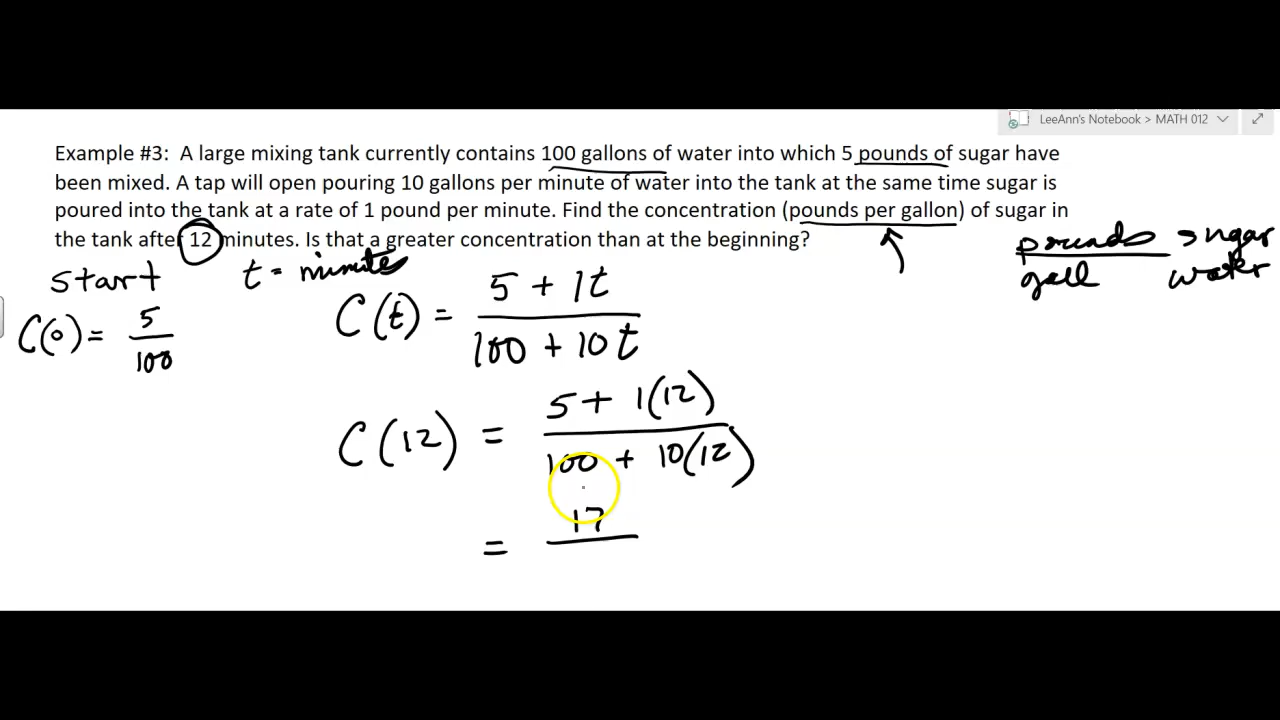 LeeAnn's Notebook > MATH 012
Example #3: A large mixing tank currently contains 100 gallons of water into which 5 pounds of sugar have
been mixed. A tap will open pouring 10 gallons per minute of water into the tank at the same time sugar is
poured into the tank at a rate of 1 pound per minute. Find the concentration (pounds per gallon) of sugar in
the tank after 12 minutes. Is that a greater concentration than at the beginning?
pounds sugar
gall water
start
t = minutes
C(0) = 5/100
C(t) = 5 + 1t / 100 + 10t
C(12) = 5 + 1(12) / 100 + 10(12)
= 17